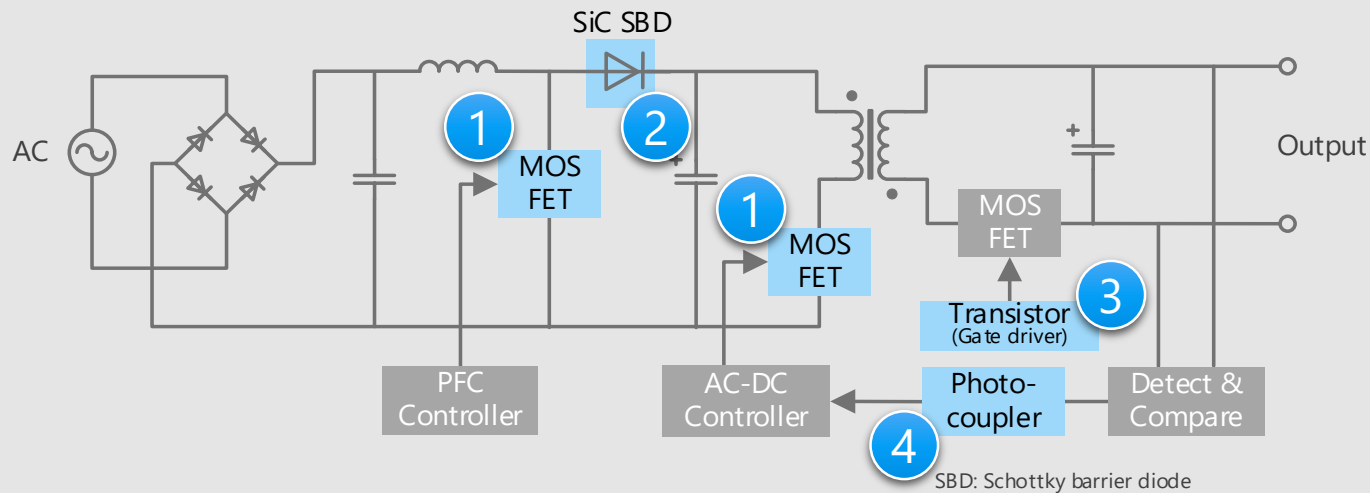 SiC SBD
AC
1
2
+
+
MOS
FET
1
MOS
FET
MOS
FET
Output
3
Transistor
(Gate driver)
PFC
Controller
AC-DC
Controller
Photo-
coupler
Detect &
Compare
4
SBD: Schottky barrier diode